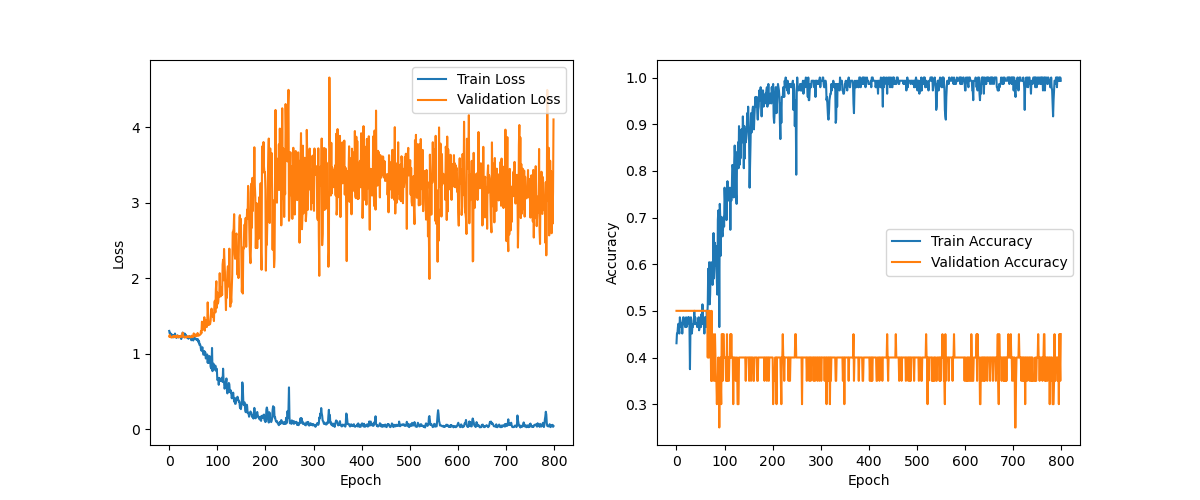 Train Loss
Validation Loss
4
3
2
1
0
Loss
0 100 200 300 400 500 600 700 800
Epoch
1.0
0.9
0.8
0.7
0.6
0.5
0.4
0.3
Accuracy
Train Accuracy
Validation Accuracy
0 100 200 300 400 500 600 700 800
Epoch